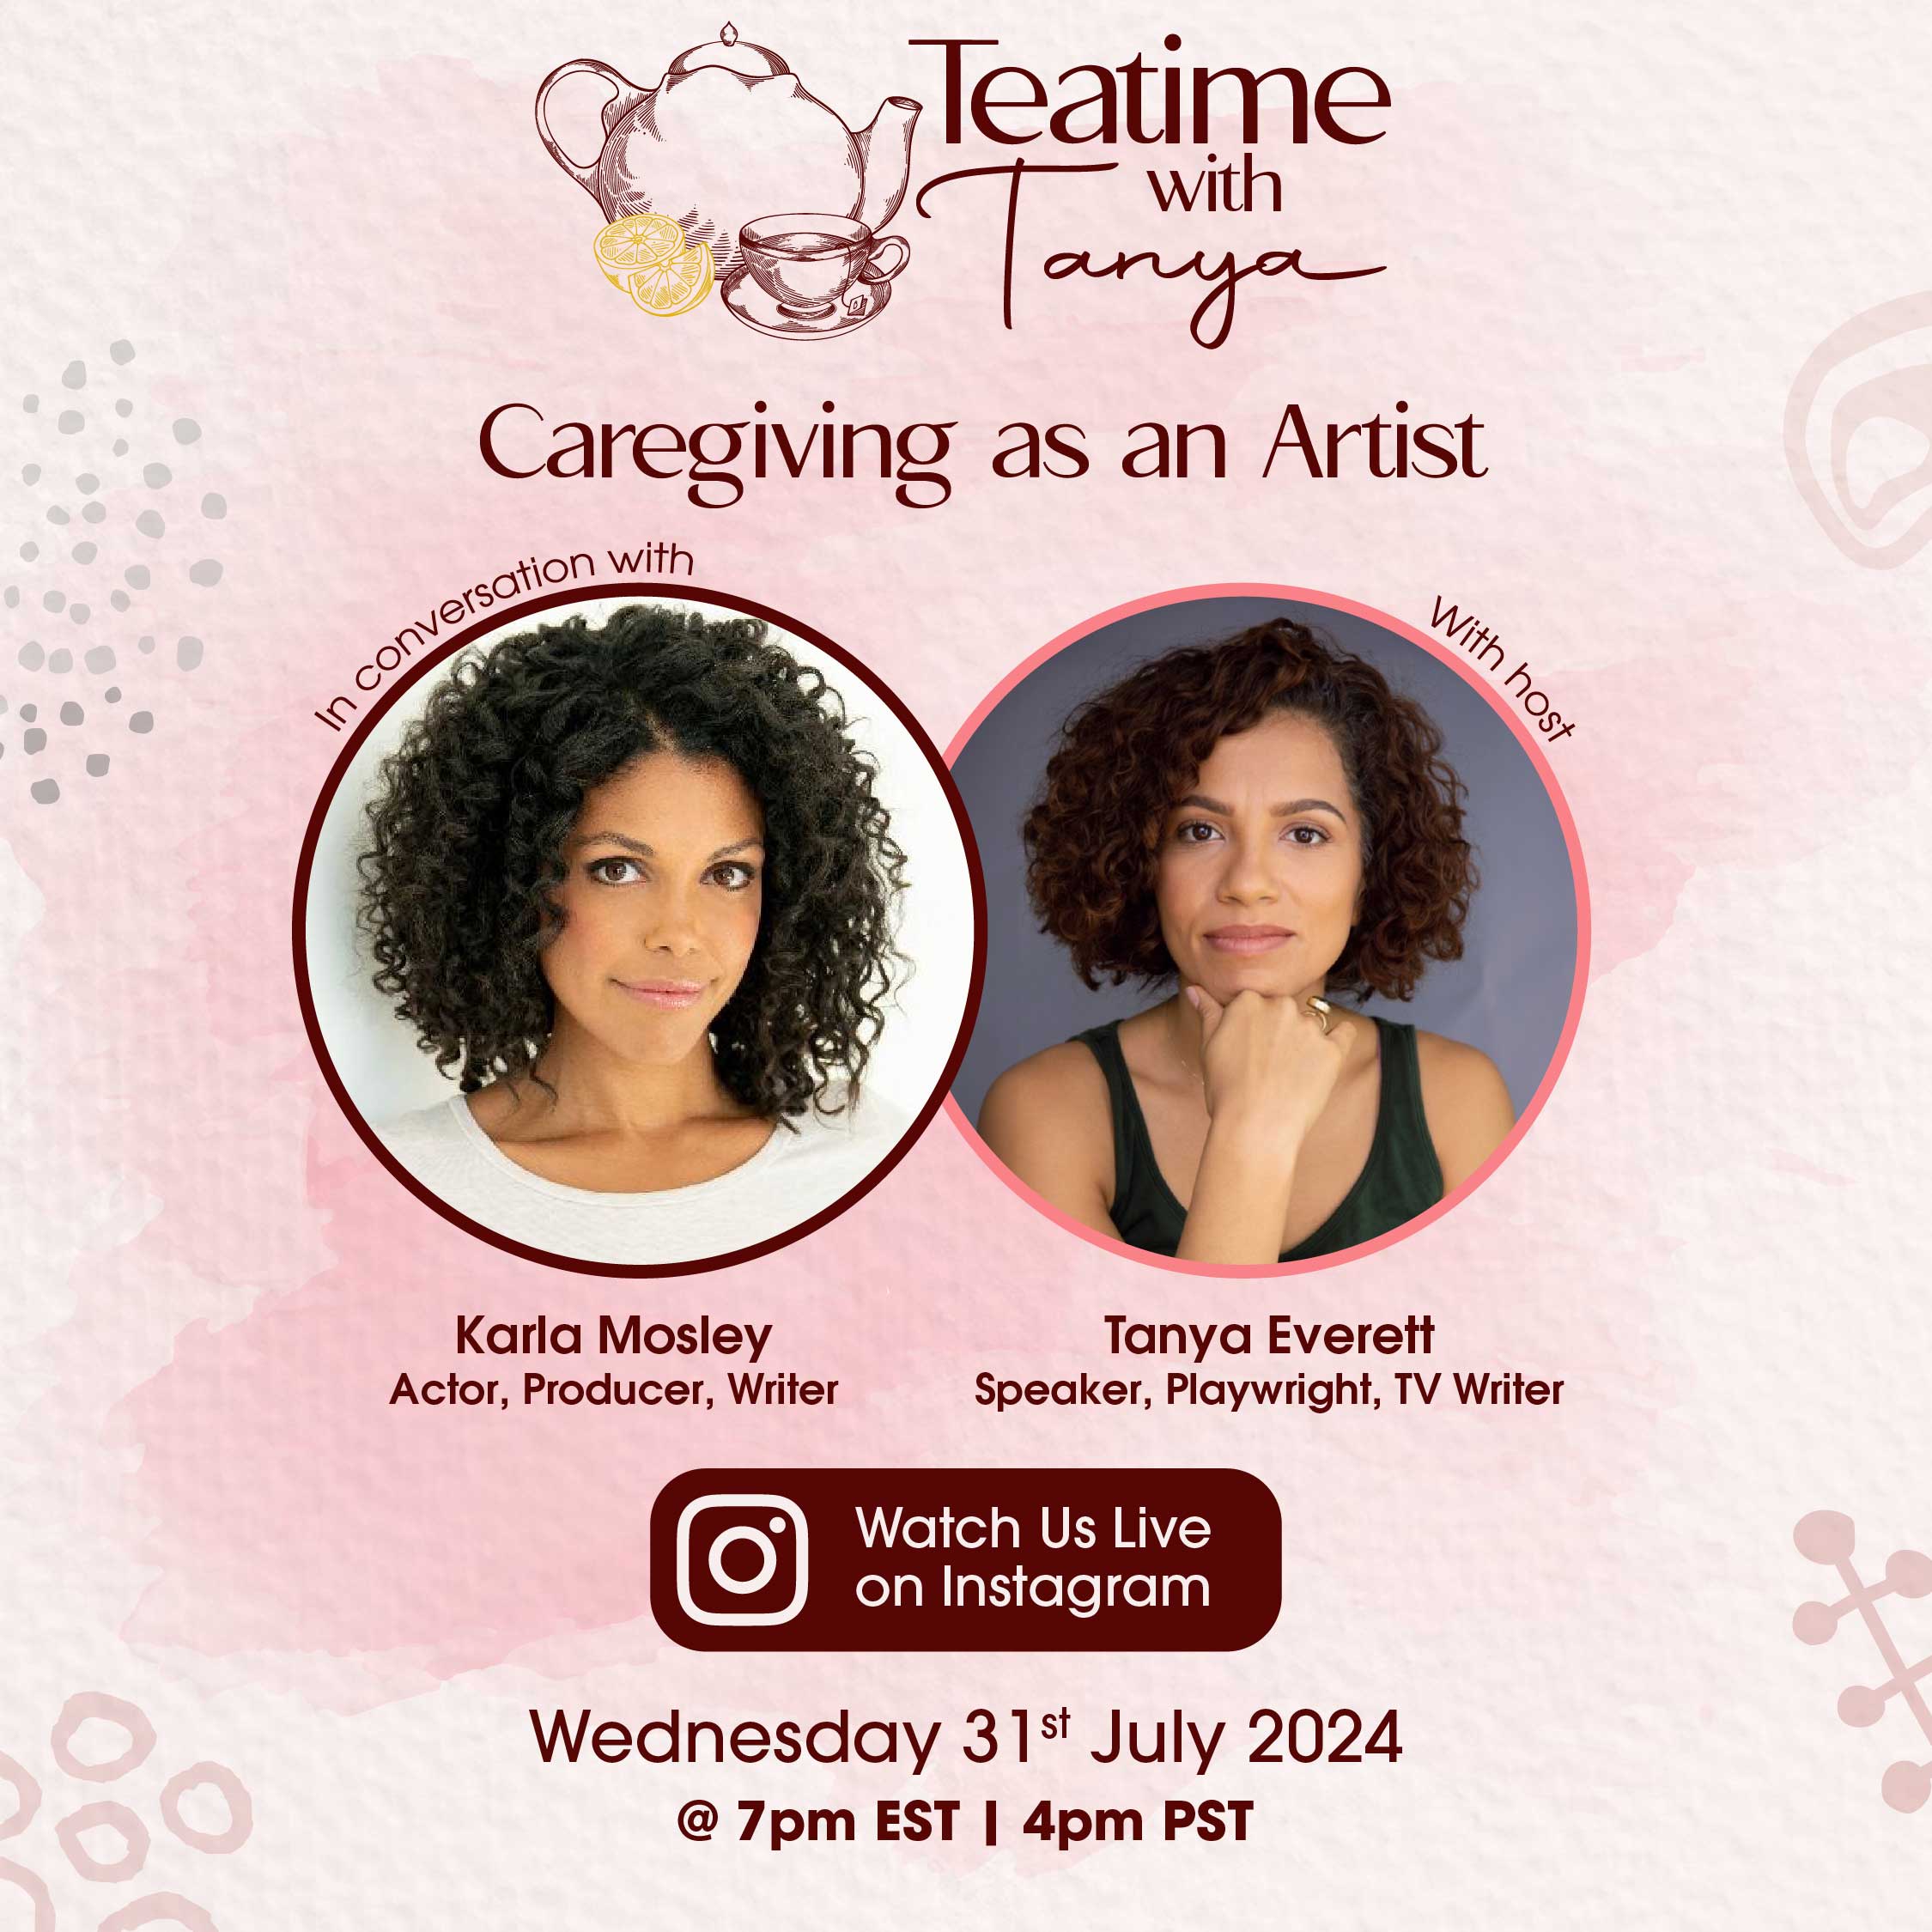 Teatime
with
Tanya
Caregiving as an Artist
In conversation with
With host
Karla Mosley
Actor, Producer, Writer
Tanya Everett
Speaker, Playwright, TV Writer
Watch Us Live
on Instagram
Wednesday 31st July 2024
@ 7pm EST | 4pm PST